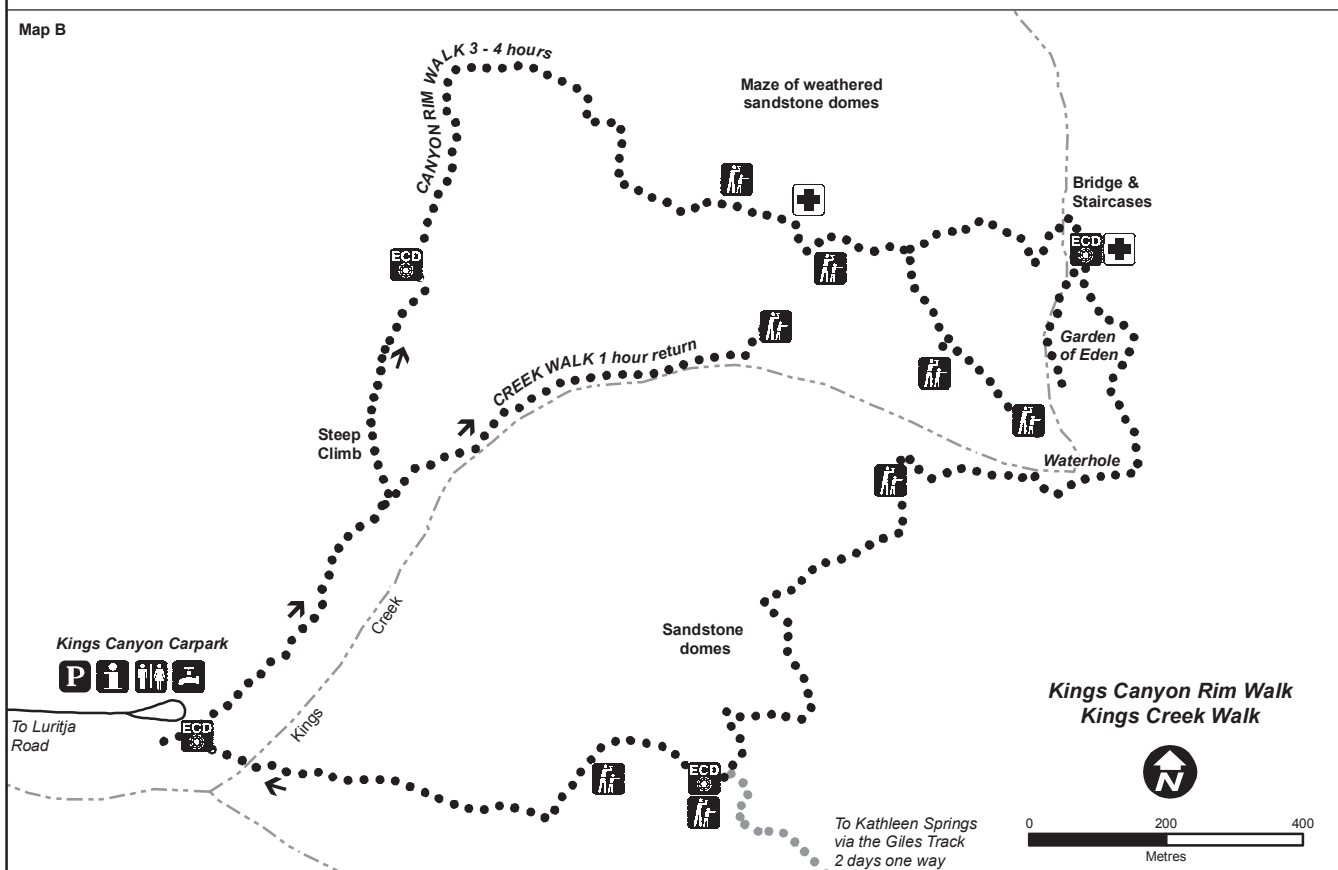 Map B
CANYON RIM WALK 3 - 4 hours
Maze of weathered
sandstone domes
Bridge &
Staircases
ECD
ECD
Garden
of Eden
CREEK WALK 1 hour return
Steep
Climb
Waterhole
Creek
Kings
Kings Canyon Carpark
P i
To Luritja
Road
ECD
Sandstone
domes
ECD
Kings Canyon Rim Walk
Kings Creek Walk
N
0 200 400
Metres
To Kathleen Springs
via the Giles Track
2 days one way